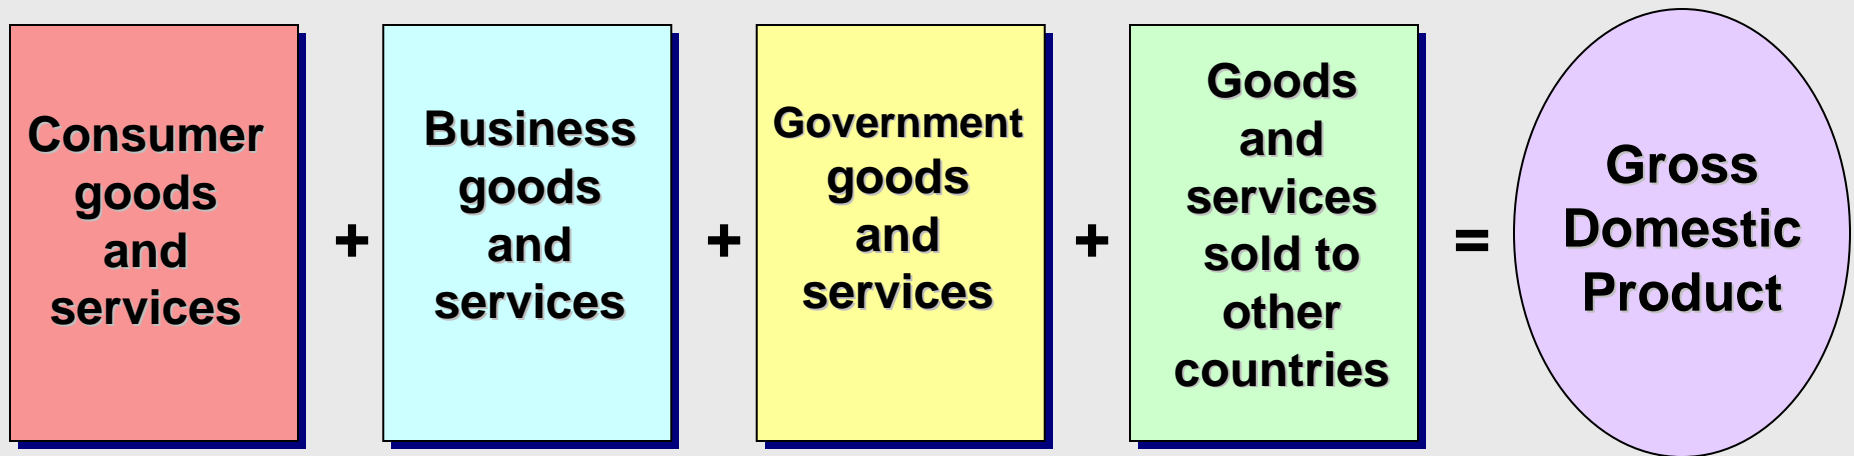 Consumer
goods
and
services
+
Business
goods
and
services
+
Government
goods
and
services
+
Goods
and
services
sold to
other
countries
=
Gross
Domestic
Product